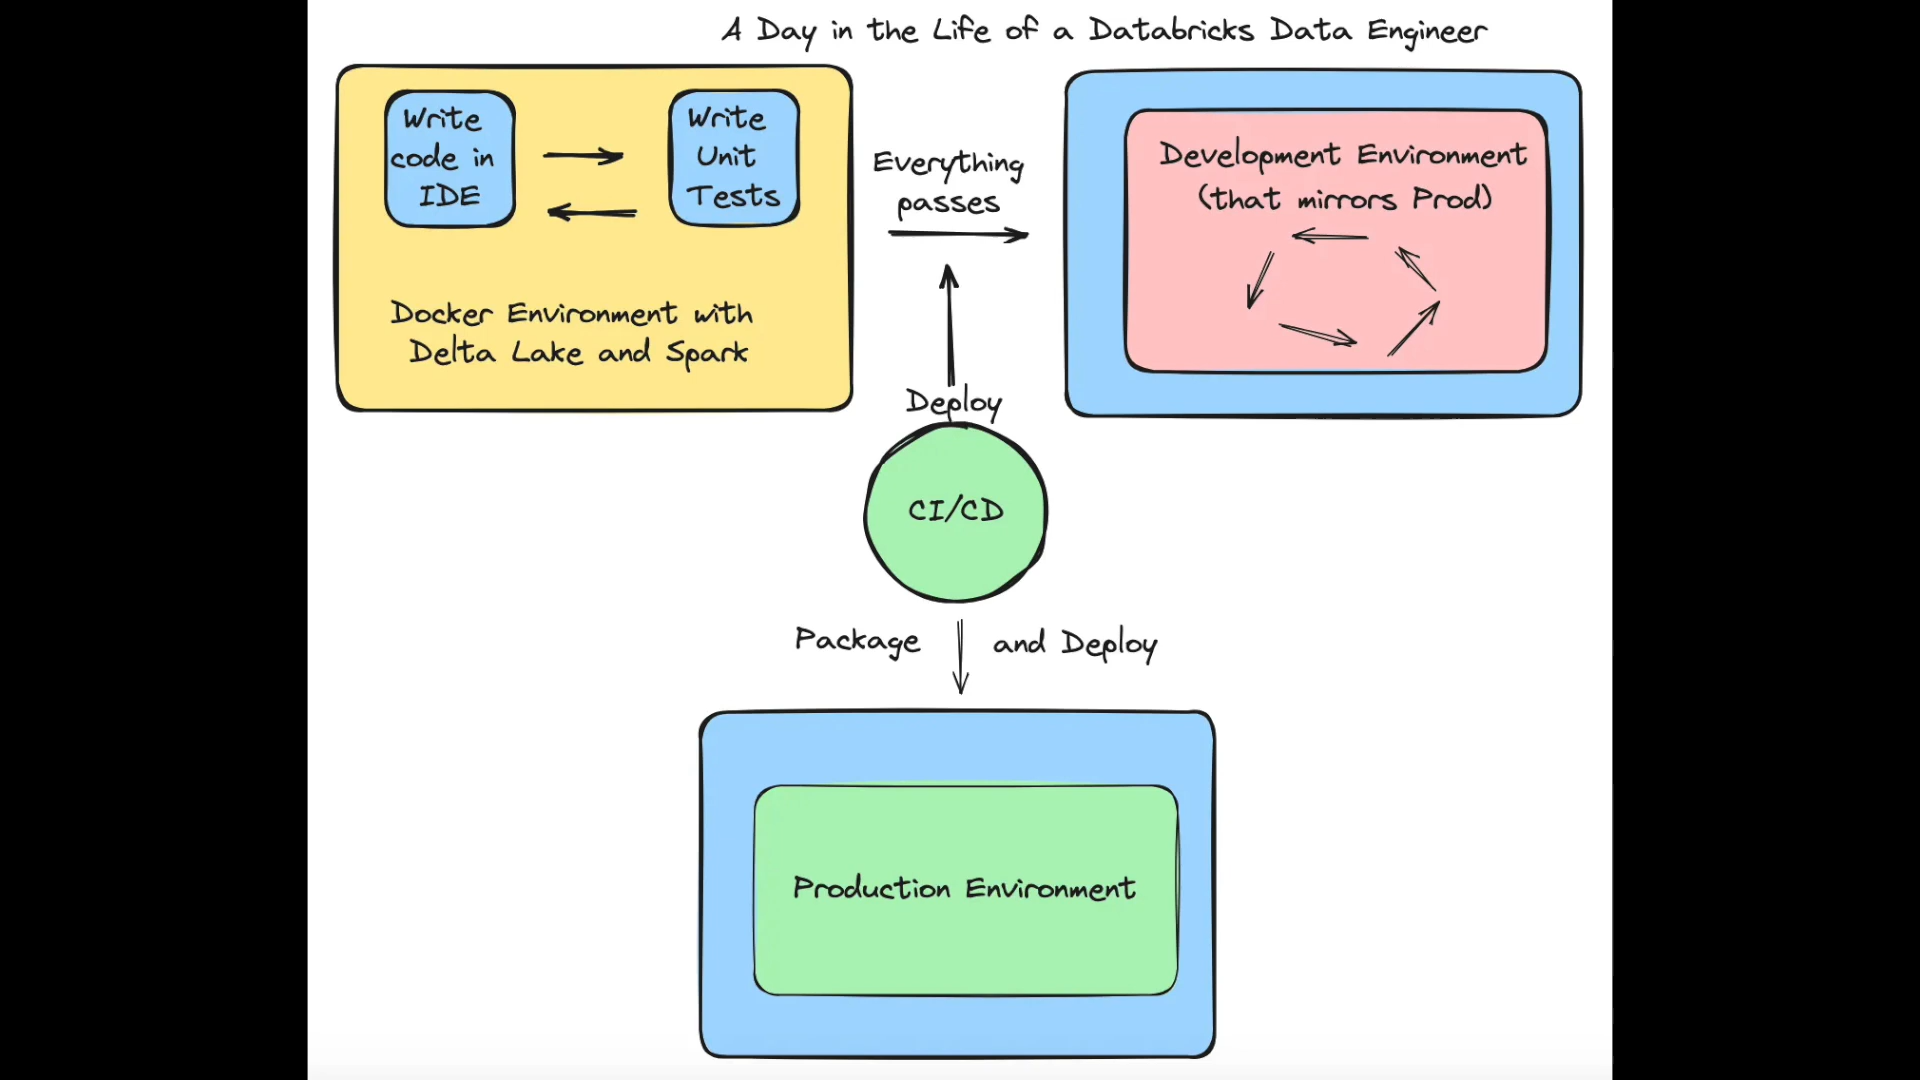 A Day in the Life of a Databricks Data Engineer
Write
code in
IDE
Write
Unit
Tests
Docker Environment with
Delta Lake and Spark
Everything
passes
Development Environment
(that mirrors Prod)
Deploy
CI/CD
Package and Deploy
Production Environment